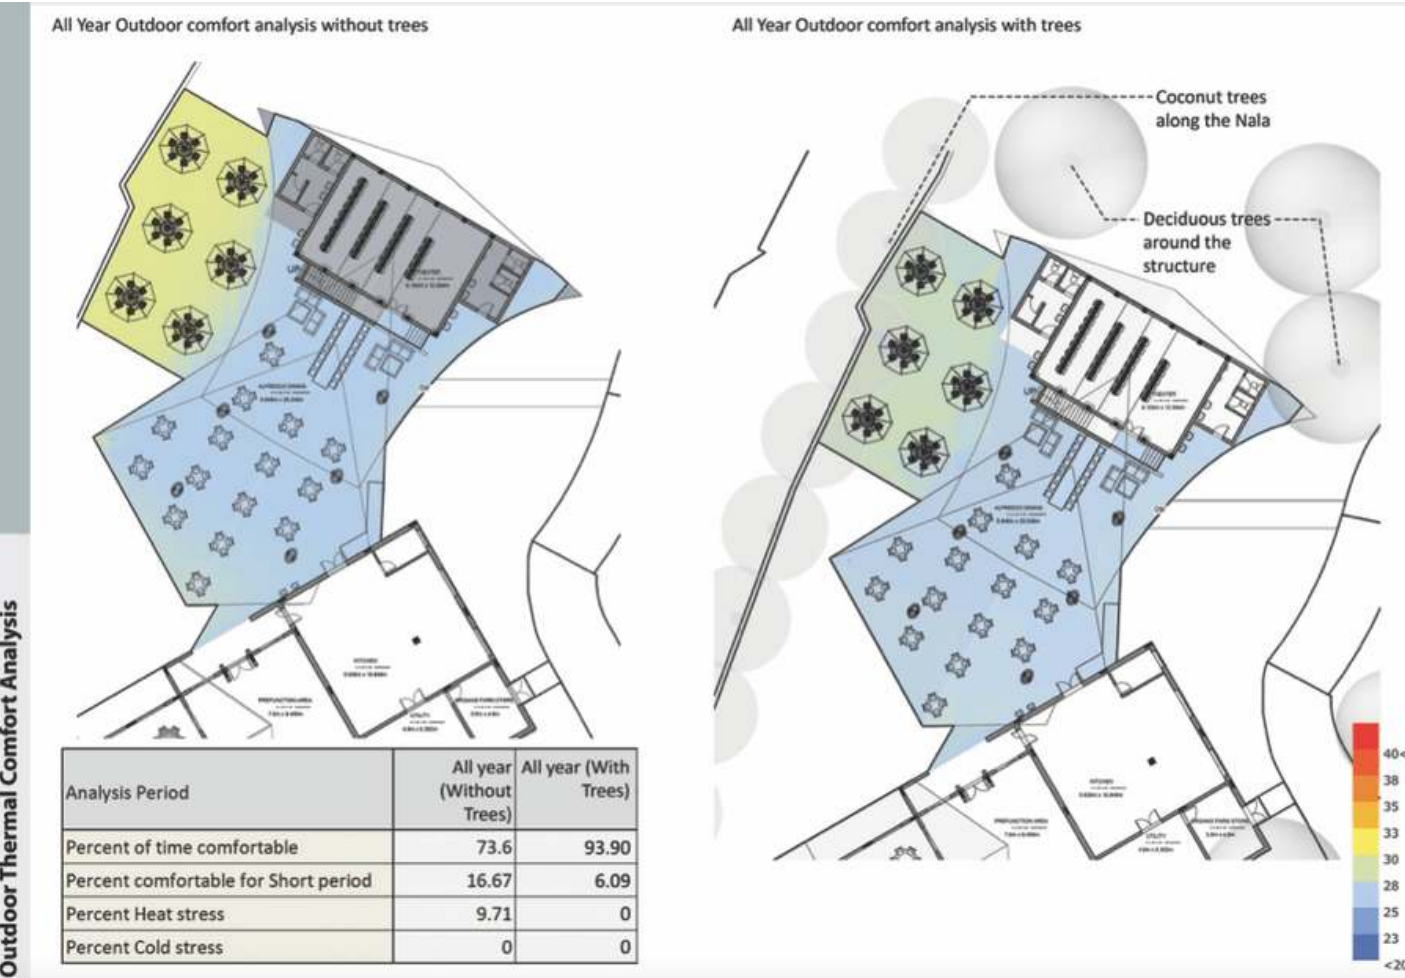 All Year Outdoor comfort analysis without trees
All Year Outdoor comfort analysis with trees
Coconut trees
along the Nala
Deciduous trees
around the
structure
UP
UP
KITCHEN
PREFUNCTION AREA
UTILITY
KITCHEN
PREFUNCTION AREA
UTILITY
Outdoor Thermal Comfort Analysis
Analysis Period
All year
(Without
Trees)
All year (With
Trees)
Percent of time comfortable 73.6 93.90
Percent comfortable for Short period 16.67 6.09
Percent Heat stress 9.71 0
Percent Cold stress 0 0
40<
38
35
33
30
28
25
23
<20